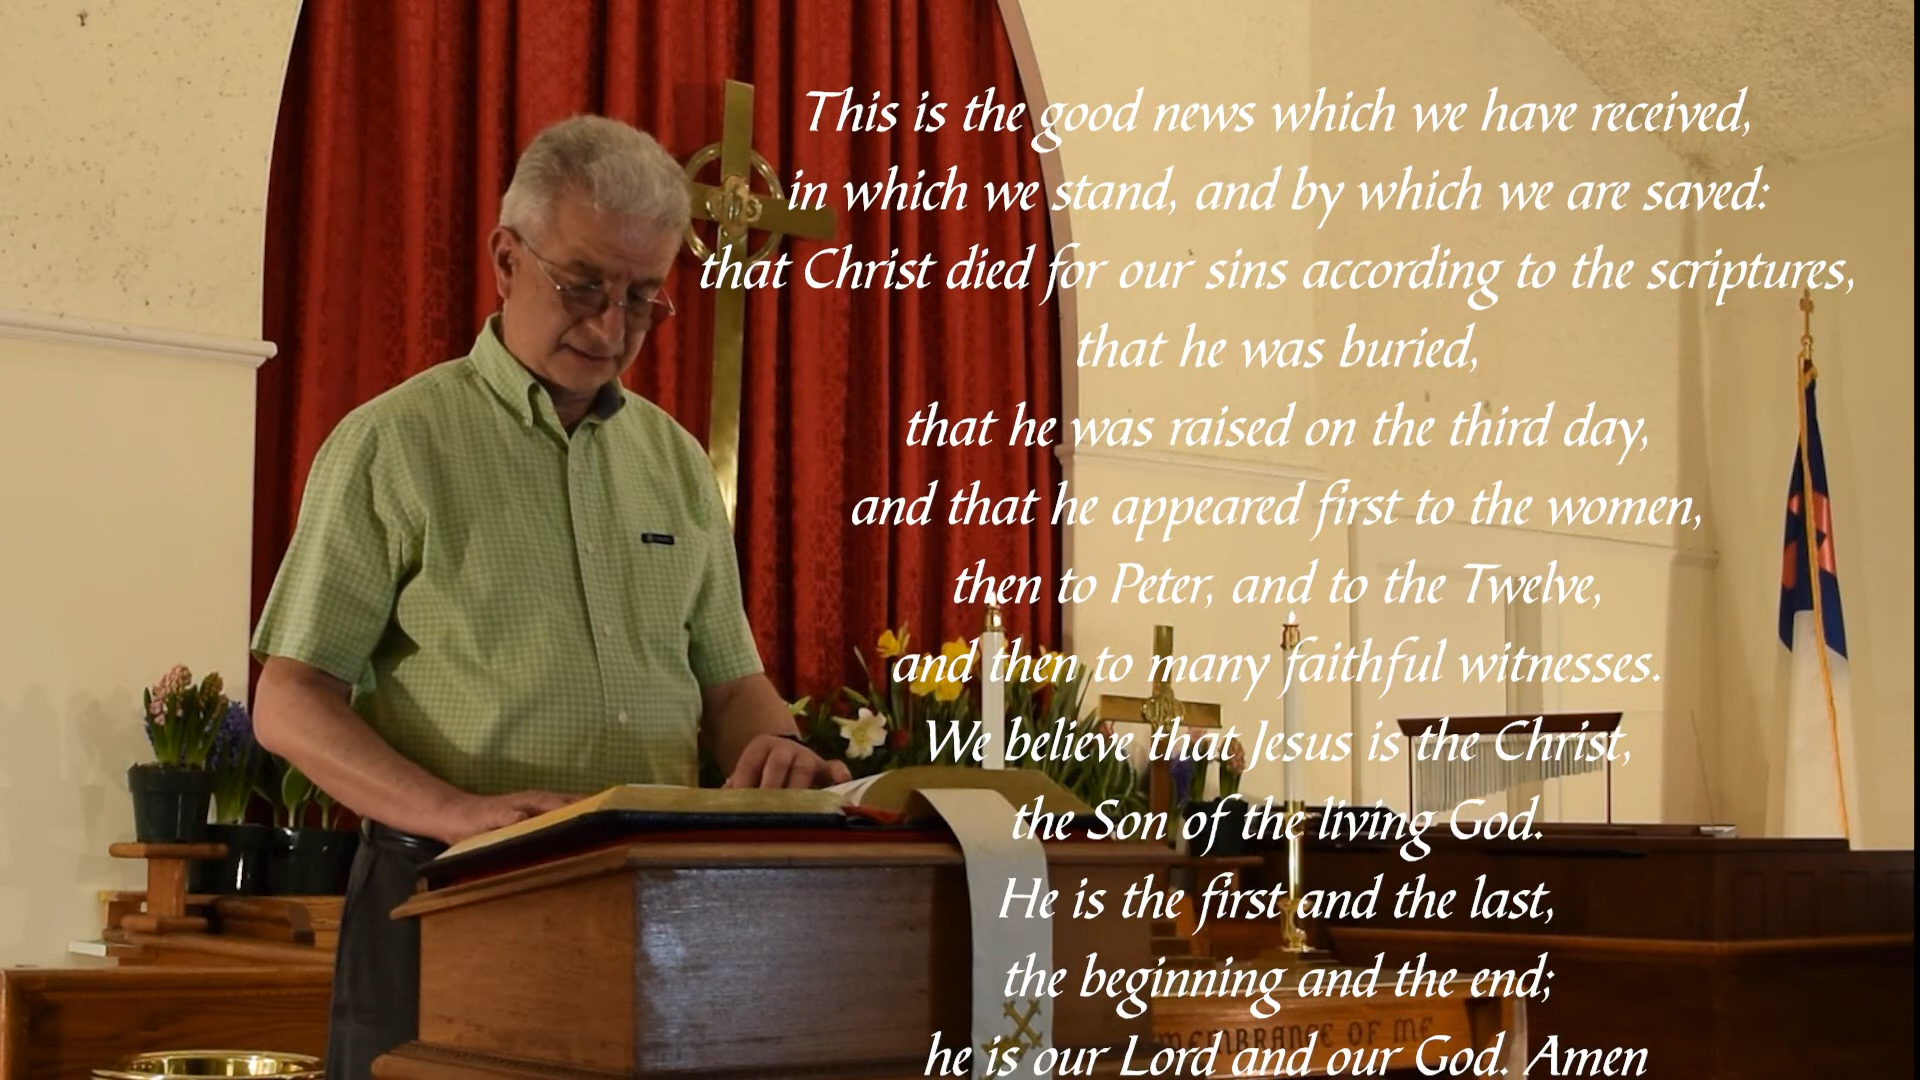 This is the good news which we have received,
in which we stand, and by which we are saved:
that Christ died for our sins according to the scriptures,
that he was buried,
that he was raised on the third day,
and that he appeared first to the women,
then to Peter, and to the Twelve,
and then to many faithful witnesses.
We believe that Jesus is the Christ,
the Son of the living God.
He is the first and the last,
the beginning and the end;
he is our Lord and our God. Amen
OF ME